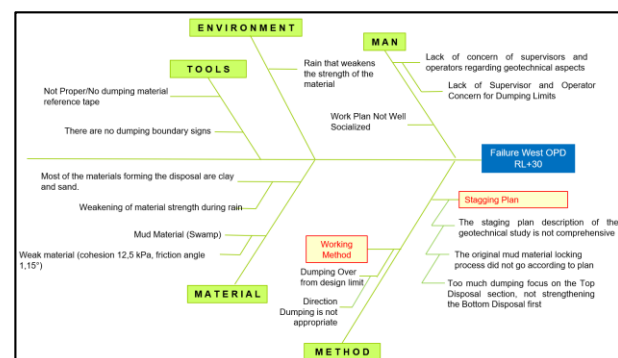 ENVIRONMENT
MAN
TOOLS
Rain that weakens
the strength of the
material
Lack of concern of supervisors and
operators regarding geotechnical aspects
Lack of Supervisor and Operator
Concern for Dumping Limits
Not Proper/No dumping material
reference tape
There are no dumping boundary signs
Work Plan Not Well
Socialized
Failure West OPD
RL+30
Most of the materials forming the disposal are clay
and sand.
Weakening of material strength during rain
Mud Material (Swamp)
Weak material (cohesion 12,5 kPa, friction angle
1,15°)
MATERIAL
Working
Method
Dumping Over
from design limit
Direction
Dumping is not
appropriate
METHOD
Stagging Plan
The staging plan description of the
geotechnical study is not comprehensive
The original mud material locking
process did not go according to plan
Too much dumping focus on the Top
Disposal section, not strengthening
the Bottom Disposal first